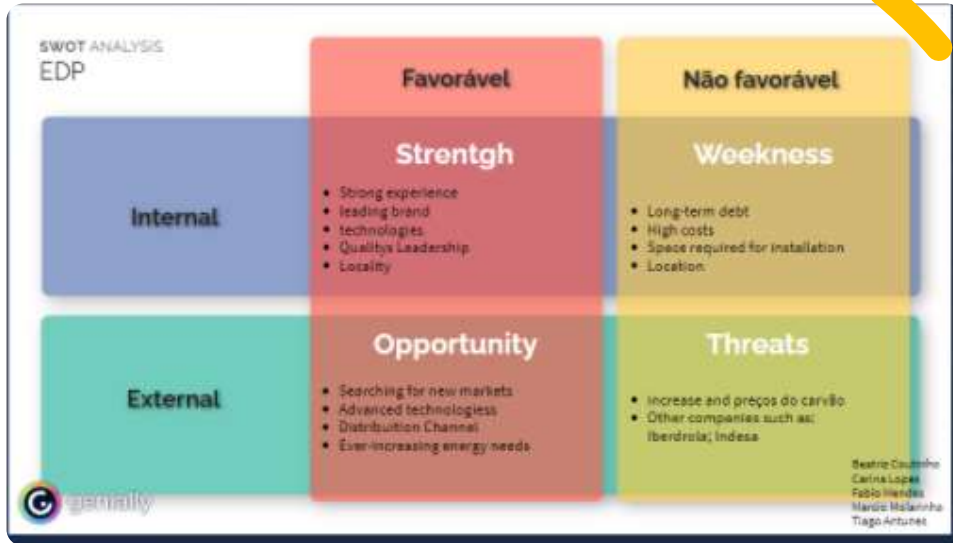 SWOT ANALYSIS
EDP
Favorável
Não favorável
Internal
Strentgh
Strong experience
leading brand
technologies
Qualitys Leadership
Locality
Weekness
Long-term debt
High costs
Space required for installation
Location
External
Opportunity
Searching for new markets
Advanced technologiess
Distribuition Channel
Ever-increasing energy needs
Threats
increase and preços do carvão
Other companies such as:
Iberdrola; Indesa
Beatriz Coutinho
Carina Lopes
Fabio Mendes
Marcio
Tiago Antunes
genially